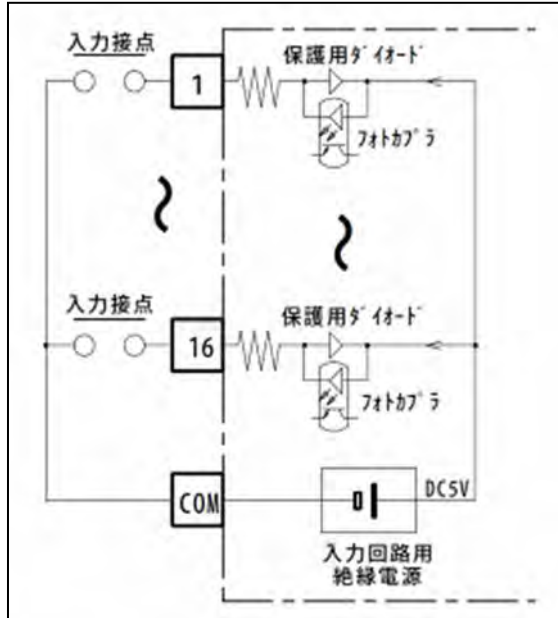 入力接点
1
保護用ダイオード
フォトカプラ
入力接点
16
保護用ダイオード
フォトカプラ
COM
DC5V
入力回路用
絶縁電源